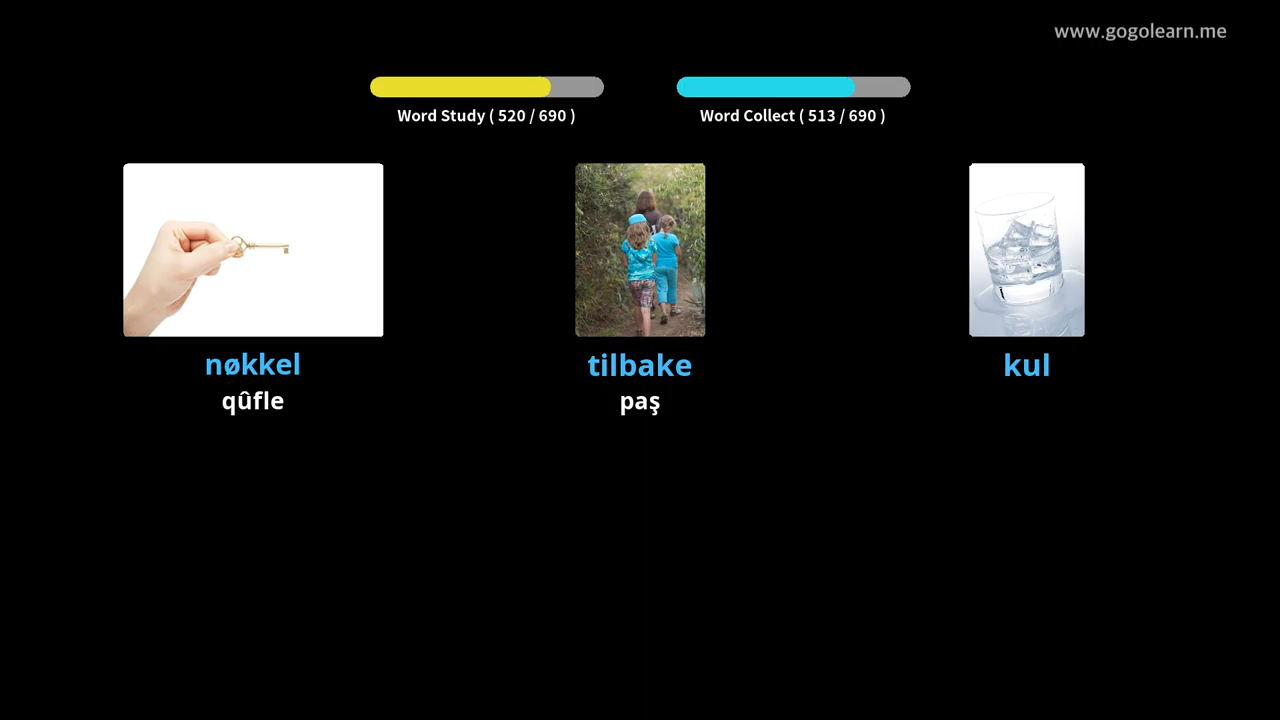 www.gogolearn.me
Word Study ( 520 / 690 )
Word Collect ( 513 / 690 )
nøkkel
qûfle
tilbake
paş
kul